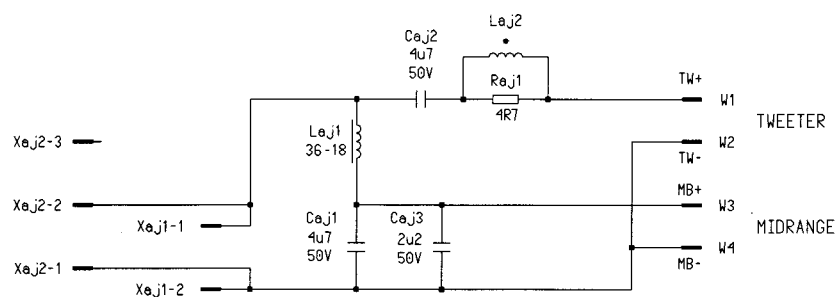 Laj2
Caj2
4u7
50V
Raj1
4R7
TW+
W1
TWEETER
Xaj2-3
Laj1
36-18
W2
TW-
MB+
Xaj2-2
W3
Xaj1-1
Caj1
4u7
50V
Caj3
2u2
50V
MIDRANGE
W4
MB-
Xaj2-1
Xaj1-2